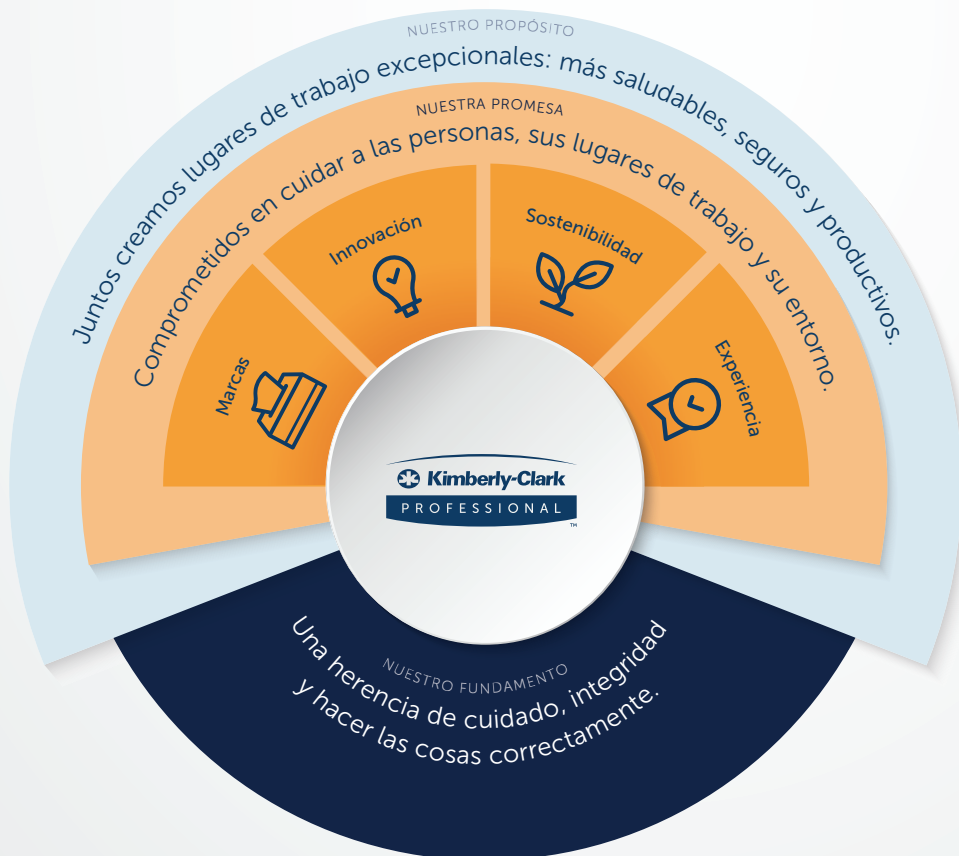 NUESTRO PROPÓSITO
Juntos creamos lugares de trabajo excepcionales: más saludables, seguros y productivos.
NUESTRA PROMESA
Comprometidos en cuidar a las personas, sus lugares de trabajo y su entorno.
Marcas
Innovación
Sostenibilidad
Experiencia
Kimberly-Clark
PROFESSIONAL
™
NUESTRO FUNDAMENTO
Una herencia de cuidado, integridad
y hacer las cosas correctamente.